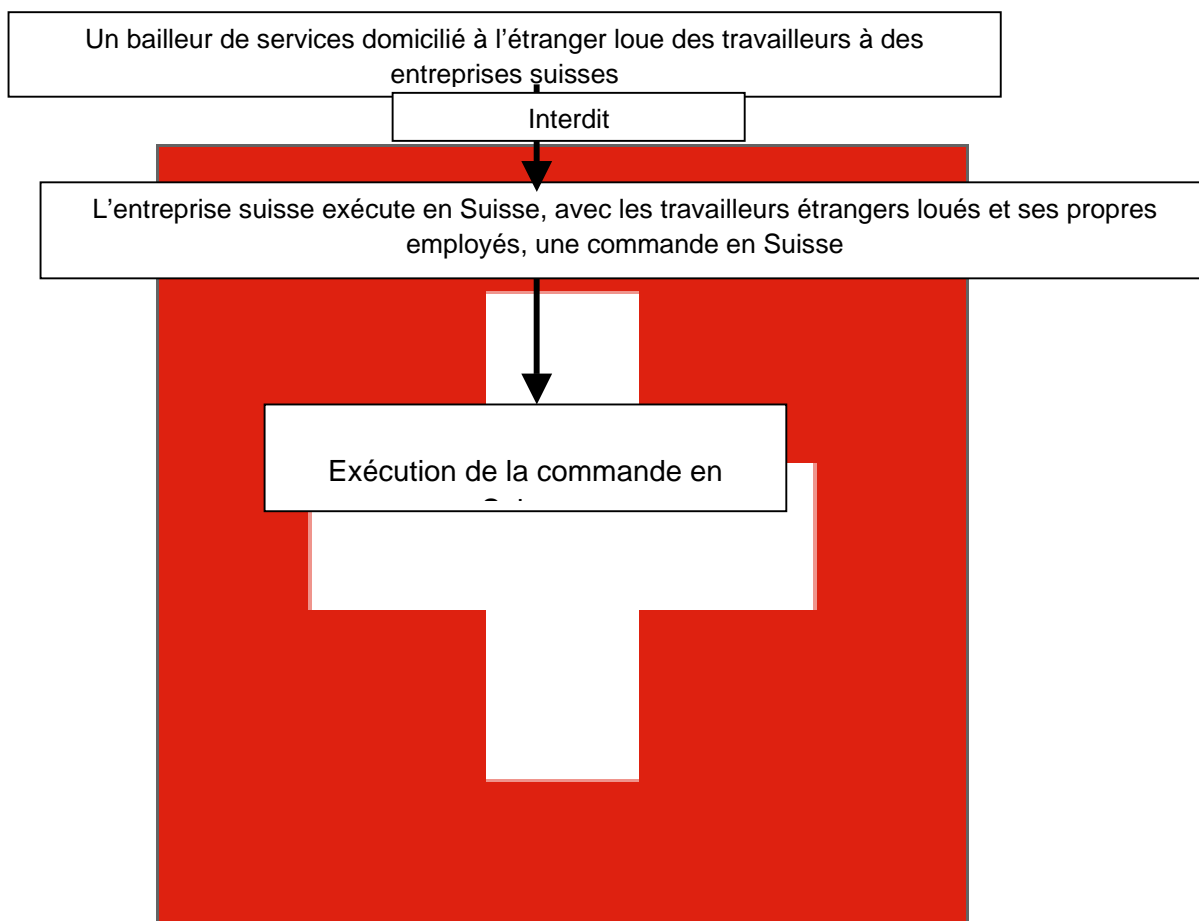 Un bailleur de services domicilié à l’étranger loue des travailleurs à des
entreprises suisses
Interdit
L’entreprise suisse exécute en Suisse, avec les travailleurs étrangers loués et ses propres
employés, une commande en Suisse
Exécution de la commande en